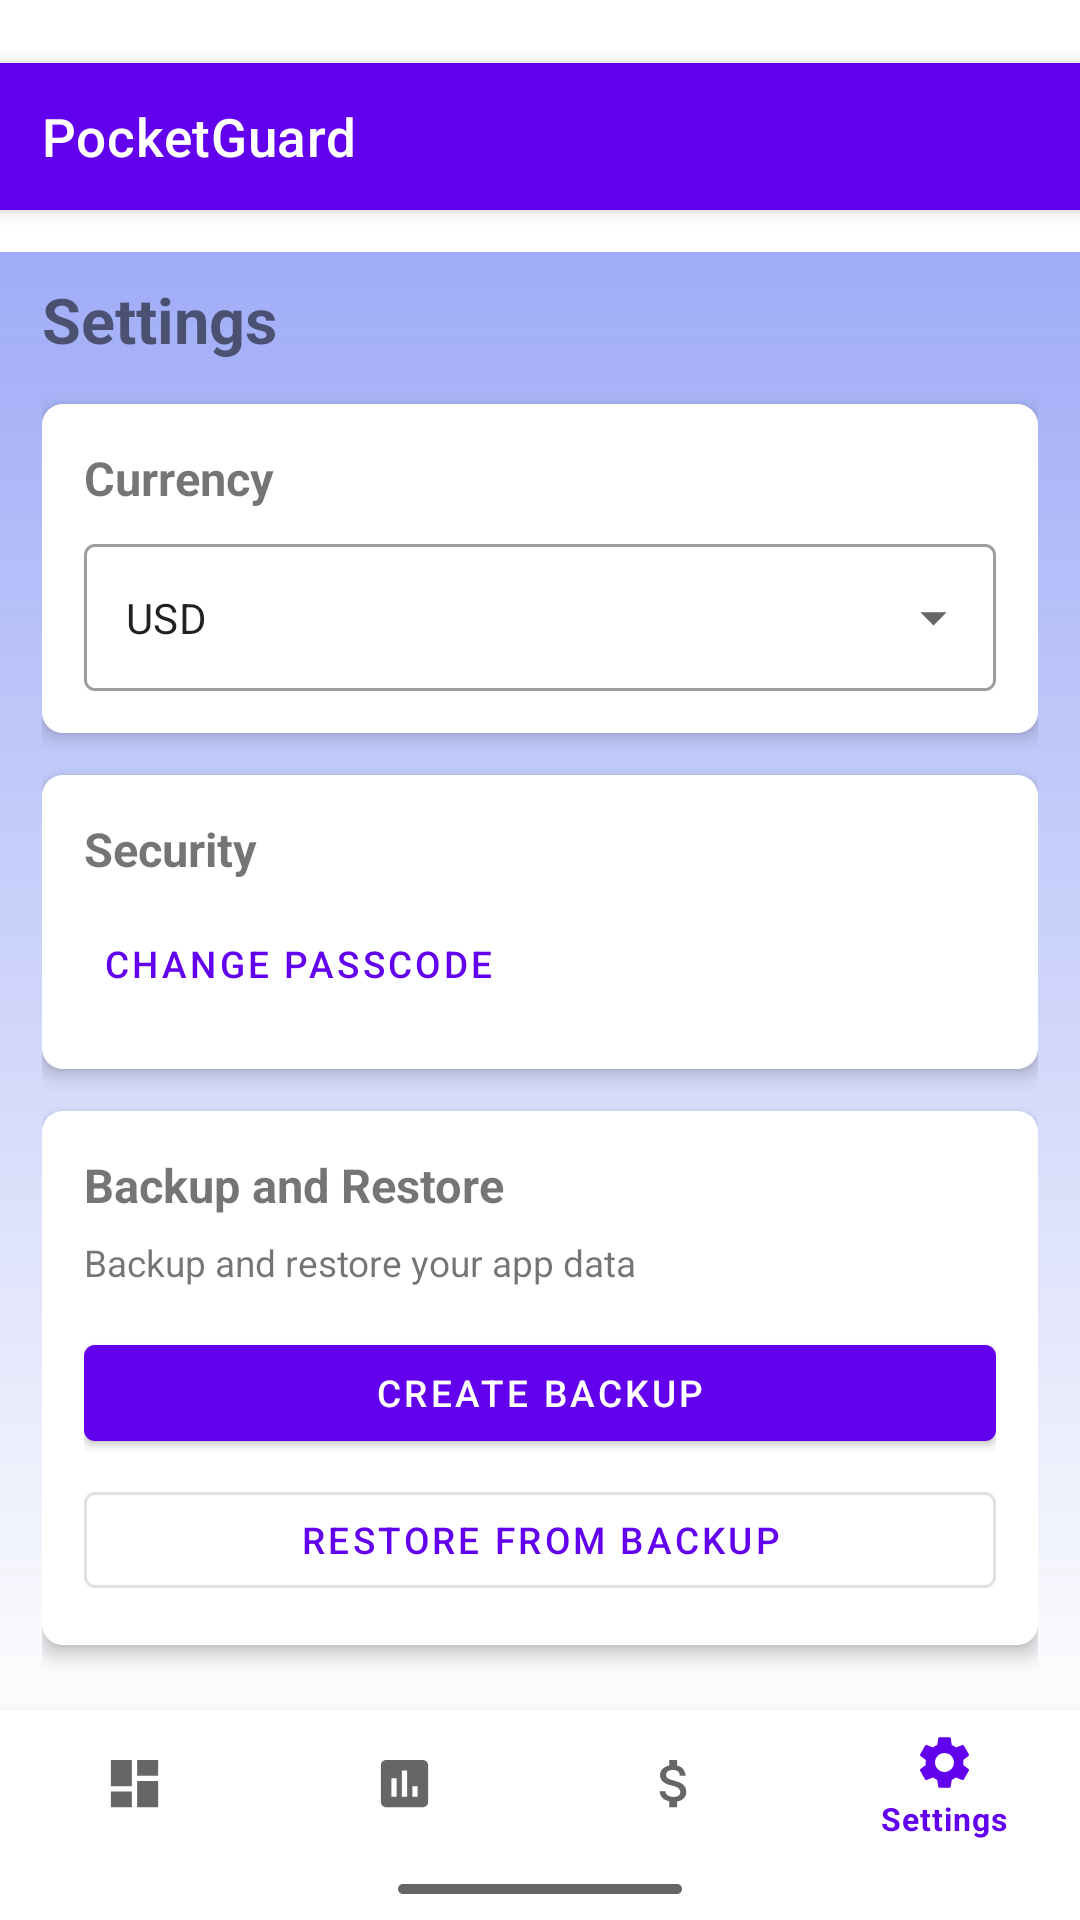 PocketGuard
Settings
Currency
USD
Security
CHANGE PASSCODE
Backup and Restore
Backup and restore your app data
CREATE BACKUP
RESTORE FROM BACKUP
Settings